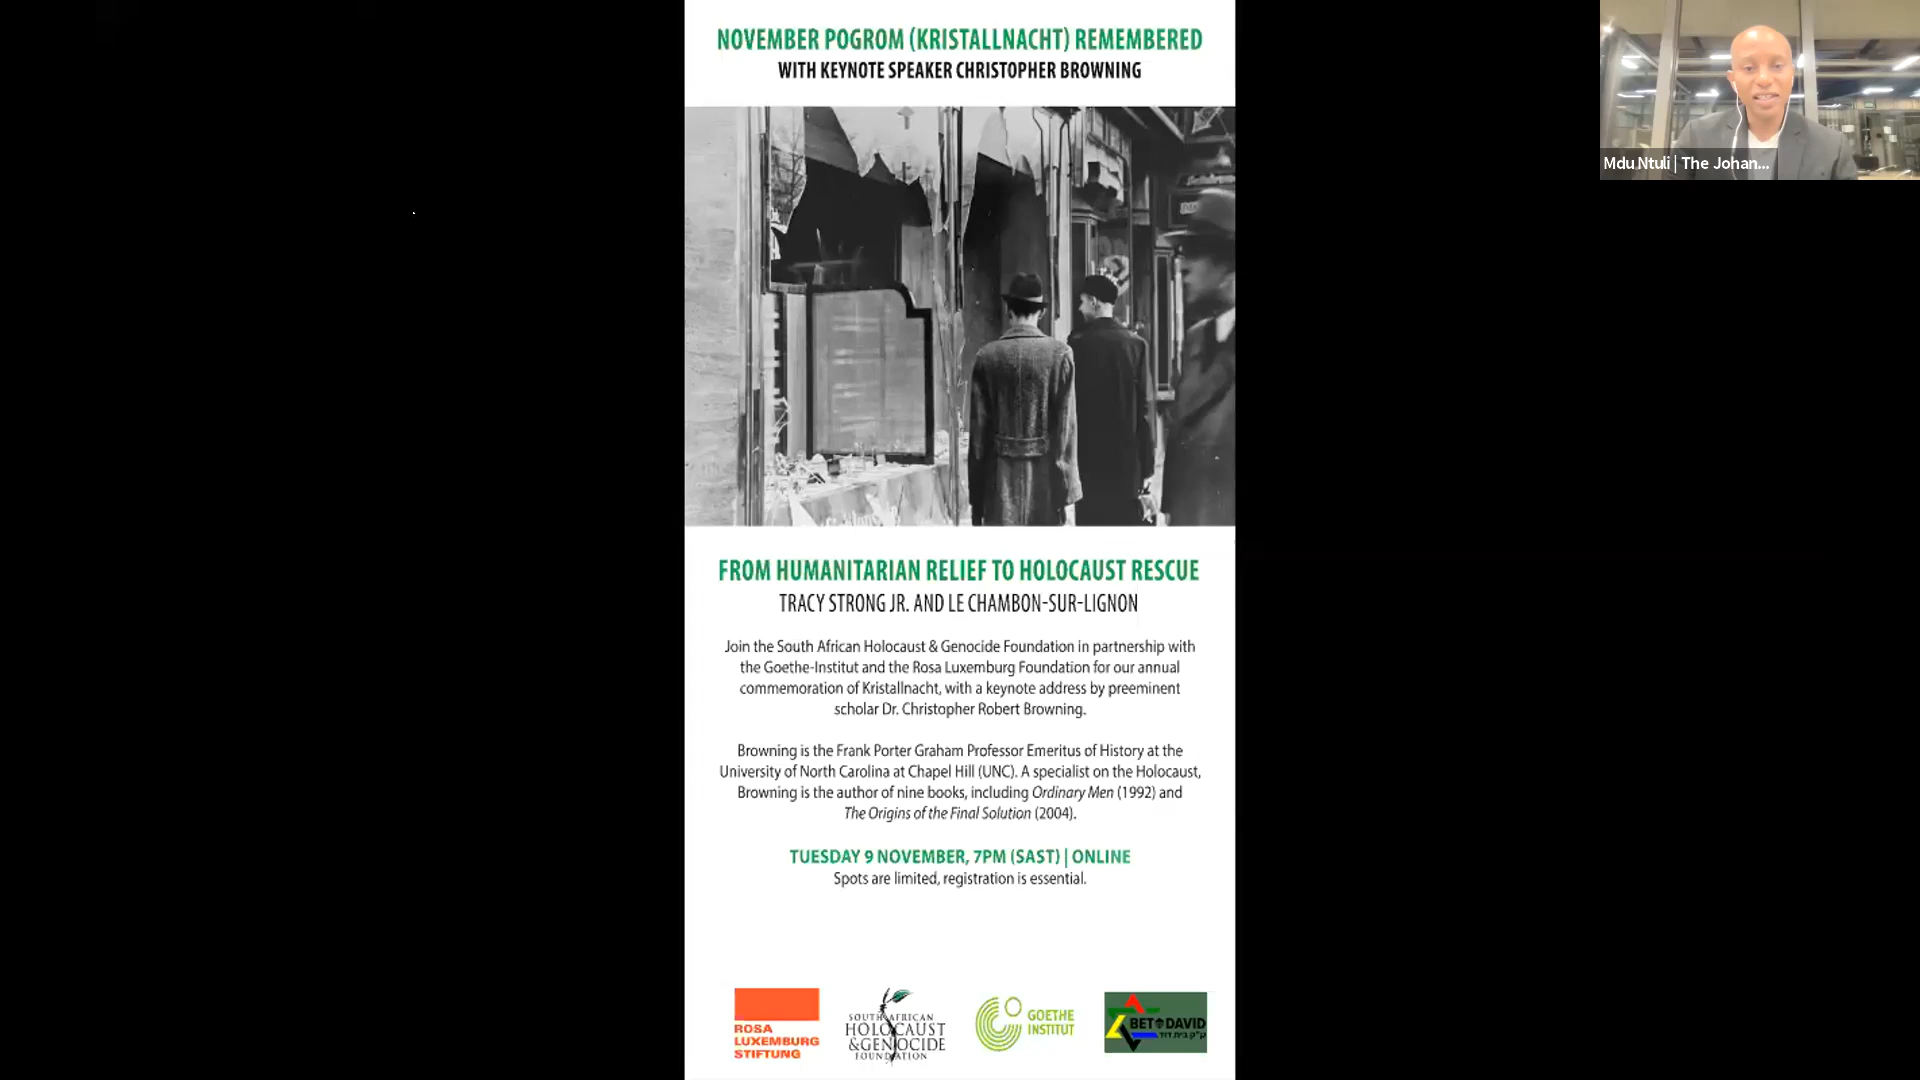 NOVEMBER POGROM (KRISTALLNACHT) REMEMBERED
WITH KEYNOTE SPEAKER CHRISTOPHER BROWNING
Mdu Ntuli | The Johan...
FROM HUMANITARIAN RELIEF TO HOLOCAUST RESCUE
TRACY STRONG JR. AND LE CHAMBON-SUR-LIGNON
Join the South African Holocaust & Genocide Foundation in partnership with
the Goethe-Institut and the Rosa Luxemburg Foundation for our annual
commemoration of Kristallnacht, with a keynote address by preeminent
scholar Dr. Christopher Robert Browning.
Browning is the Frank Porter Graham Professor Emeritus of History at the
University of North Carolina at Chapel Hill (UNC). A specialist on the Holocaust,
Browning is the author of nine books, including Ordinary Men (1992) and
The Origins of the Final Solution (2004).
TUESDAY 9 NOVEMBER, 7PM (SAST) | ONLINE
Spots are limited, registration is essential.
ROSA
LUXEMBURG
STIFTUNG
SOUTH AFRICAN
HOLOCAUST
& GENOCIDE
FOUNDATION
GOETHE
INSTITUT
BET DAVID
ק"ק בית דוד